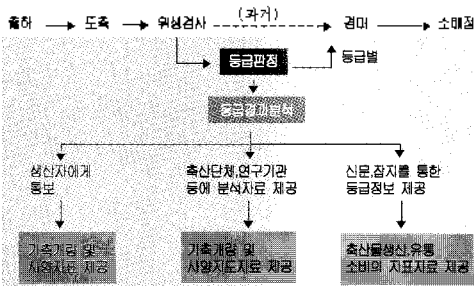 (과거)
출하 → 도축 → 위생검사 → 경매 → 소매점
등급판정
등급별
등급결과분석
생산자에게
통보
축산단체,연구기관
등에 분석자료 제공
신문,잡지를 통한
등급정보 제공
가축개량 및
사양지도 제공
가축개량 및
사양지도지료 제공
축산물생산,유통
소비의 지표자료 제공